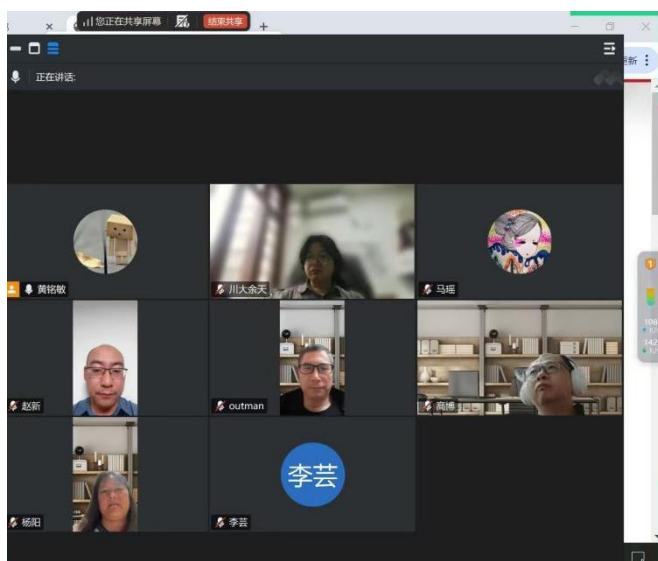 您正在共享屏幕 结束共享
正在讲话:
黄铭敏
川大余天
马瑶
赵新
outman
高博
杨阳
李芸
李芸